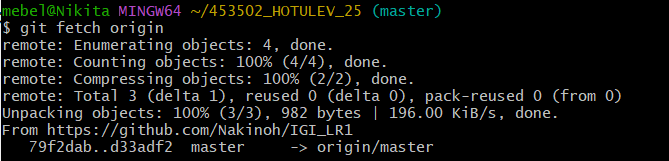 mebel@Nikita MINGW64 ~/453502_HOTULEV_25 (master)
$ git fetch origin
remote: Enumerating objects: 4, done.
remote: Counting objects: 100% (4/4), done.
remote: Compressing objects: 100% (2/2), done.
remote: Total 3 (delta 1), reused 0 (delta 0), pack-reused 0 (from 0)
Unpacking objects: 100% (3/3), 982 bytes | 196.00 KiB/s, done.
From https://github.com/Nakinoh/IGI_LR1
   79f2dab..d33adf2  master     -> origin/master